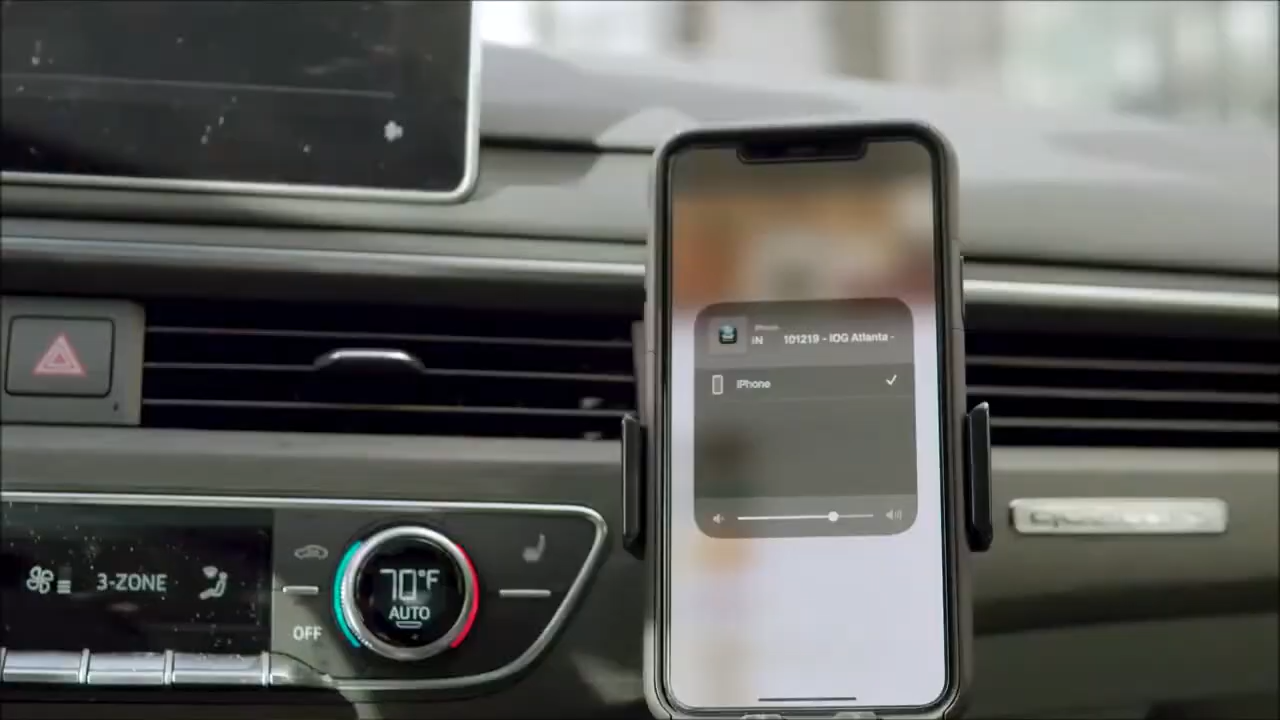 iPhone
iN 101219 - IOG Atlanta -
iPhone
3-ZONE
70°F
AUTO
OFF